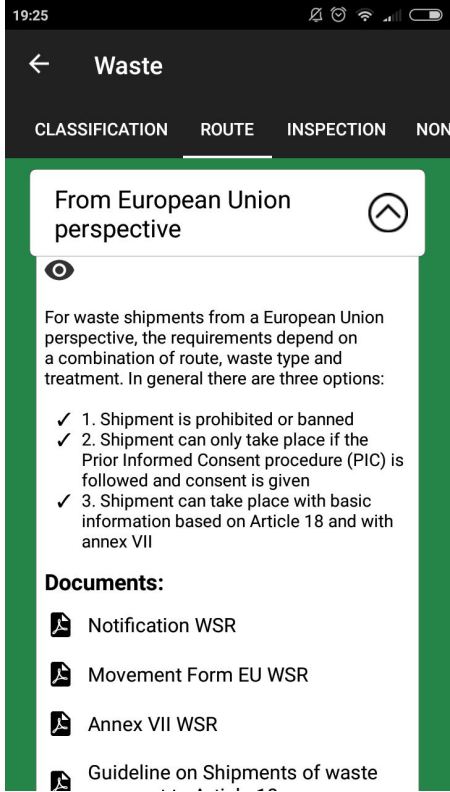 19:25
Waste
CLASSIFICATION ROUTE INSPECTION NON
From European Union
perspective
For waste shipments from a European Union
perspective, the requirements depend on
a combination of route, waste type and
treatment. In general there are three options:
✓ 1. Shipment is prohibited or banned
✓ 2. Shipment can only take place if the
Prior Informed Consent procedure (PIC) is
followed and consent is given
✓ 3. Shipment can take place with basic
information based on Article 18 and with
annex VII
Documents:
Notification WSR
Movement Form EU WSR
Annex VII WSR
Guideline on Shipments of waste